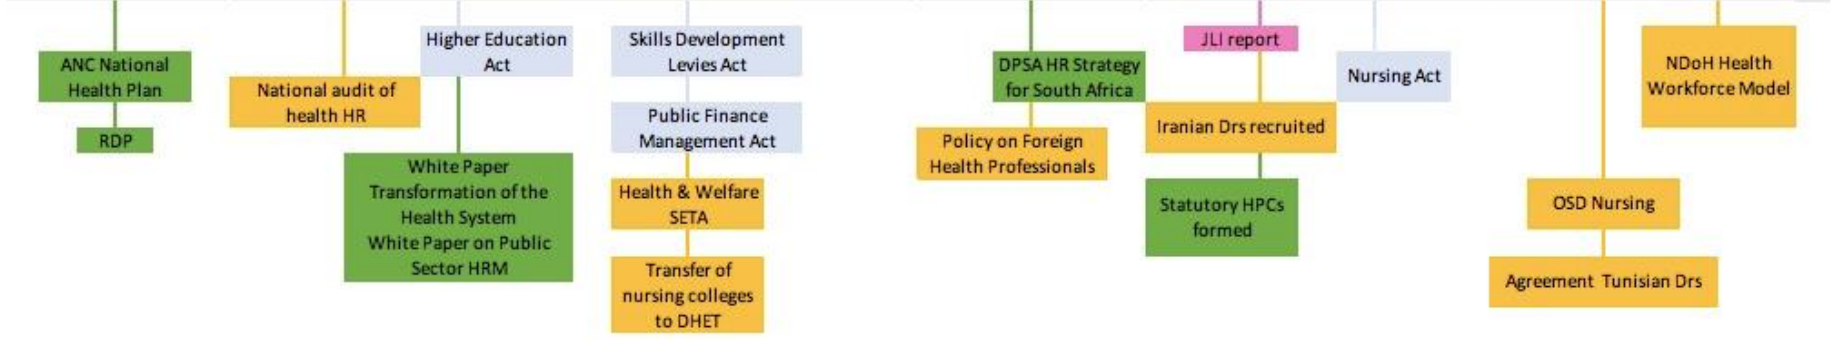 ANC National
Health Plan
RDP
National audit of
health HR
Higher Education
Act
White Paper
Transformation of the
Health System
White Paper on Public
Sector HRM
Skills Development
Levies Act
Public Finance
Management Act
Health & Welfare
SETA
Transfer of
nursing colleges
to DHET
DPSA HR Strategy
for South Africa
Policy on Foreign
Health Professionals
JLI report
Iranian Drs recruited
Statutory HPCs
formed
Nursing Act
OSD Nursing
Agreement Tunisian Drs
NDoH Health
Workforce Model